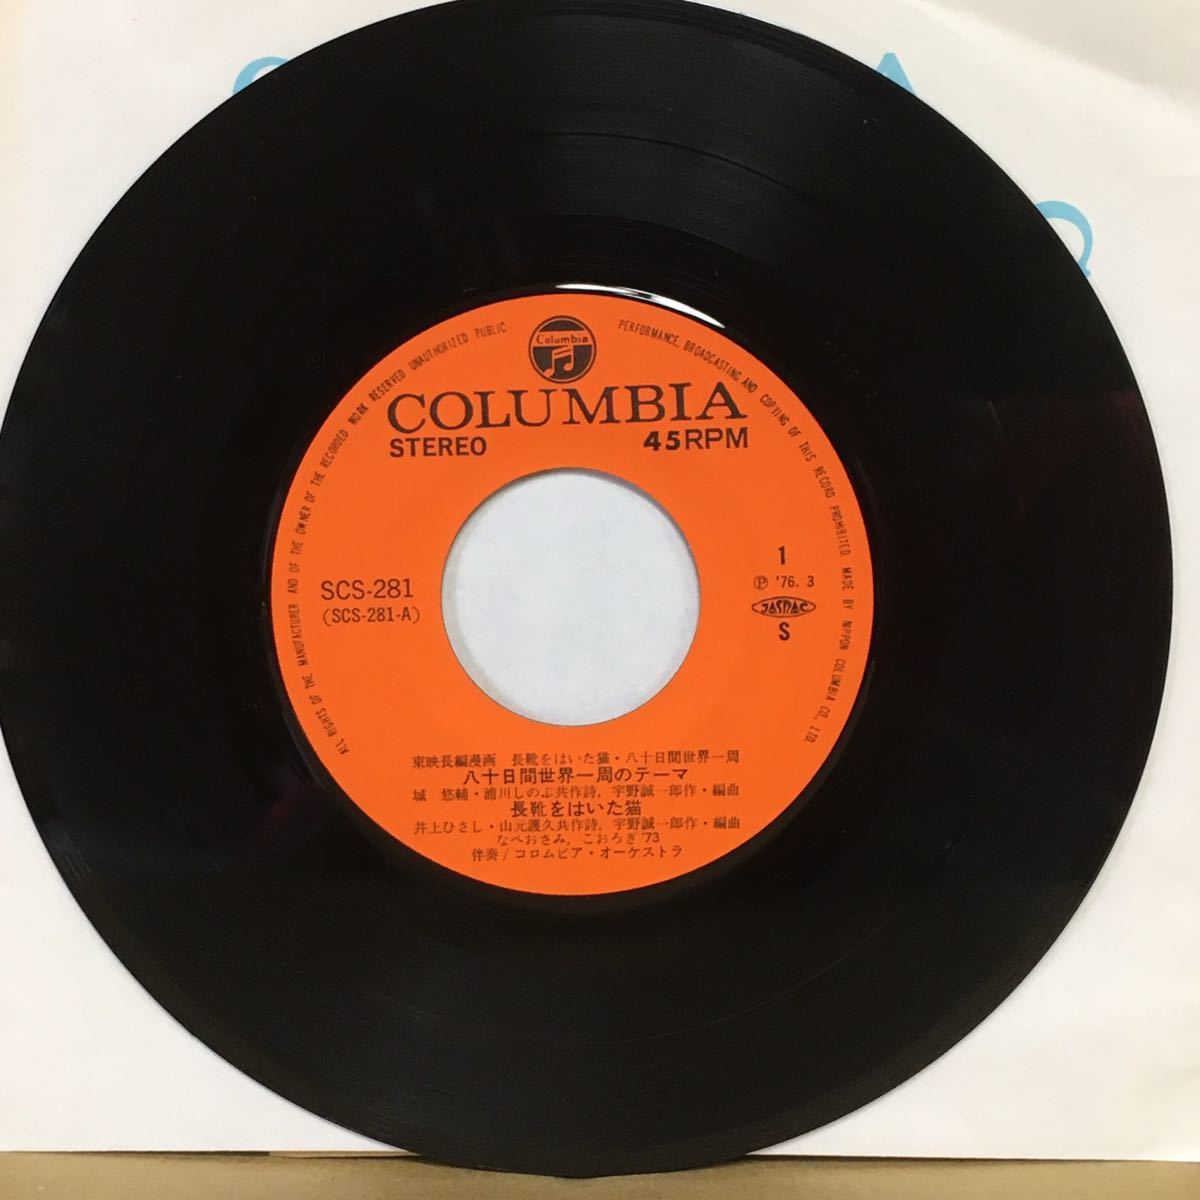 ALL RIGHTS OF THE MANUFACTURER AND OF THE OWNER OF THE RECORDED WORK RESERVED UNAUTHORIZED PUBLIC PERFORMANCE, BROADCASTING AND COPYING OF THIS RECORD PROHIBITED. MADE BY NIPPON COLUMBIA CO., LTD.
Columbia
COLUMBIA
STEREO 45RPM
SCS-281
(SCS-281-A)
1
Ⓟ '76. 3
JASRAC
S
東映長編漫画 長靴をはいた猫・八十日間世界一周
八十日間世界一周のテーマ
城 悠輔・浦川しのぶ共作詩, 宇野誠一郎作・編曲
長靴をはいた猫
井上ひさし・山元護久共作詩, 宇野誠一郎作・編曲
なべおさみ, こおろぎ'73
伴奏/コロムビア・オーケストラ